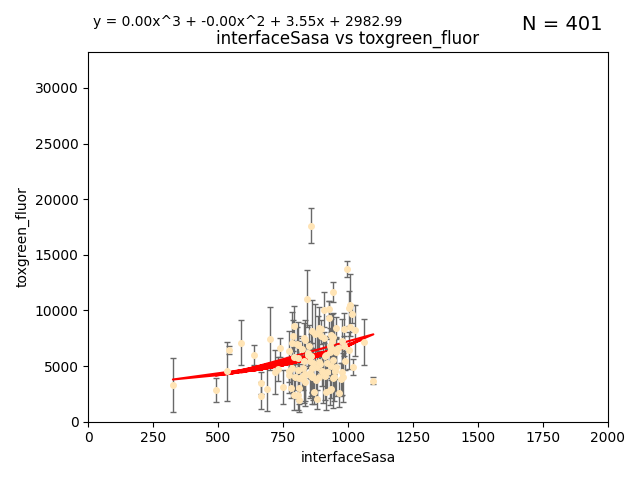 y = 0.00x^3 + -0.00x^2 + 3.55x + 2982.99
N = 401
interfaceSasa vs toxgreen_fluor
30000
25000
20000
15000
10000
5000
0
toxgreen_fluor
0 250 500 750 1000 1250 1500 1750 2000
interfaceSasa